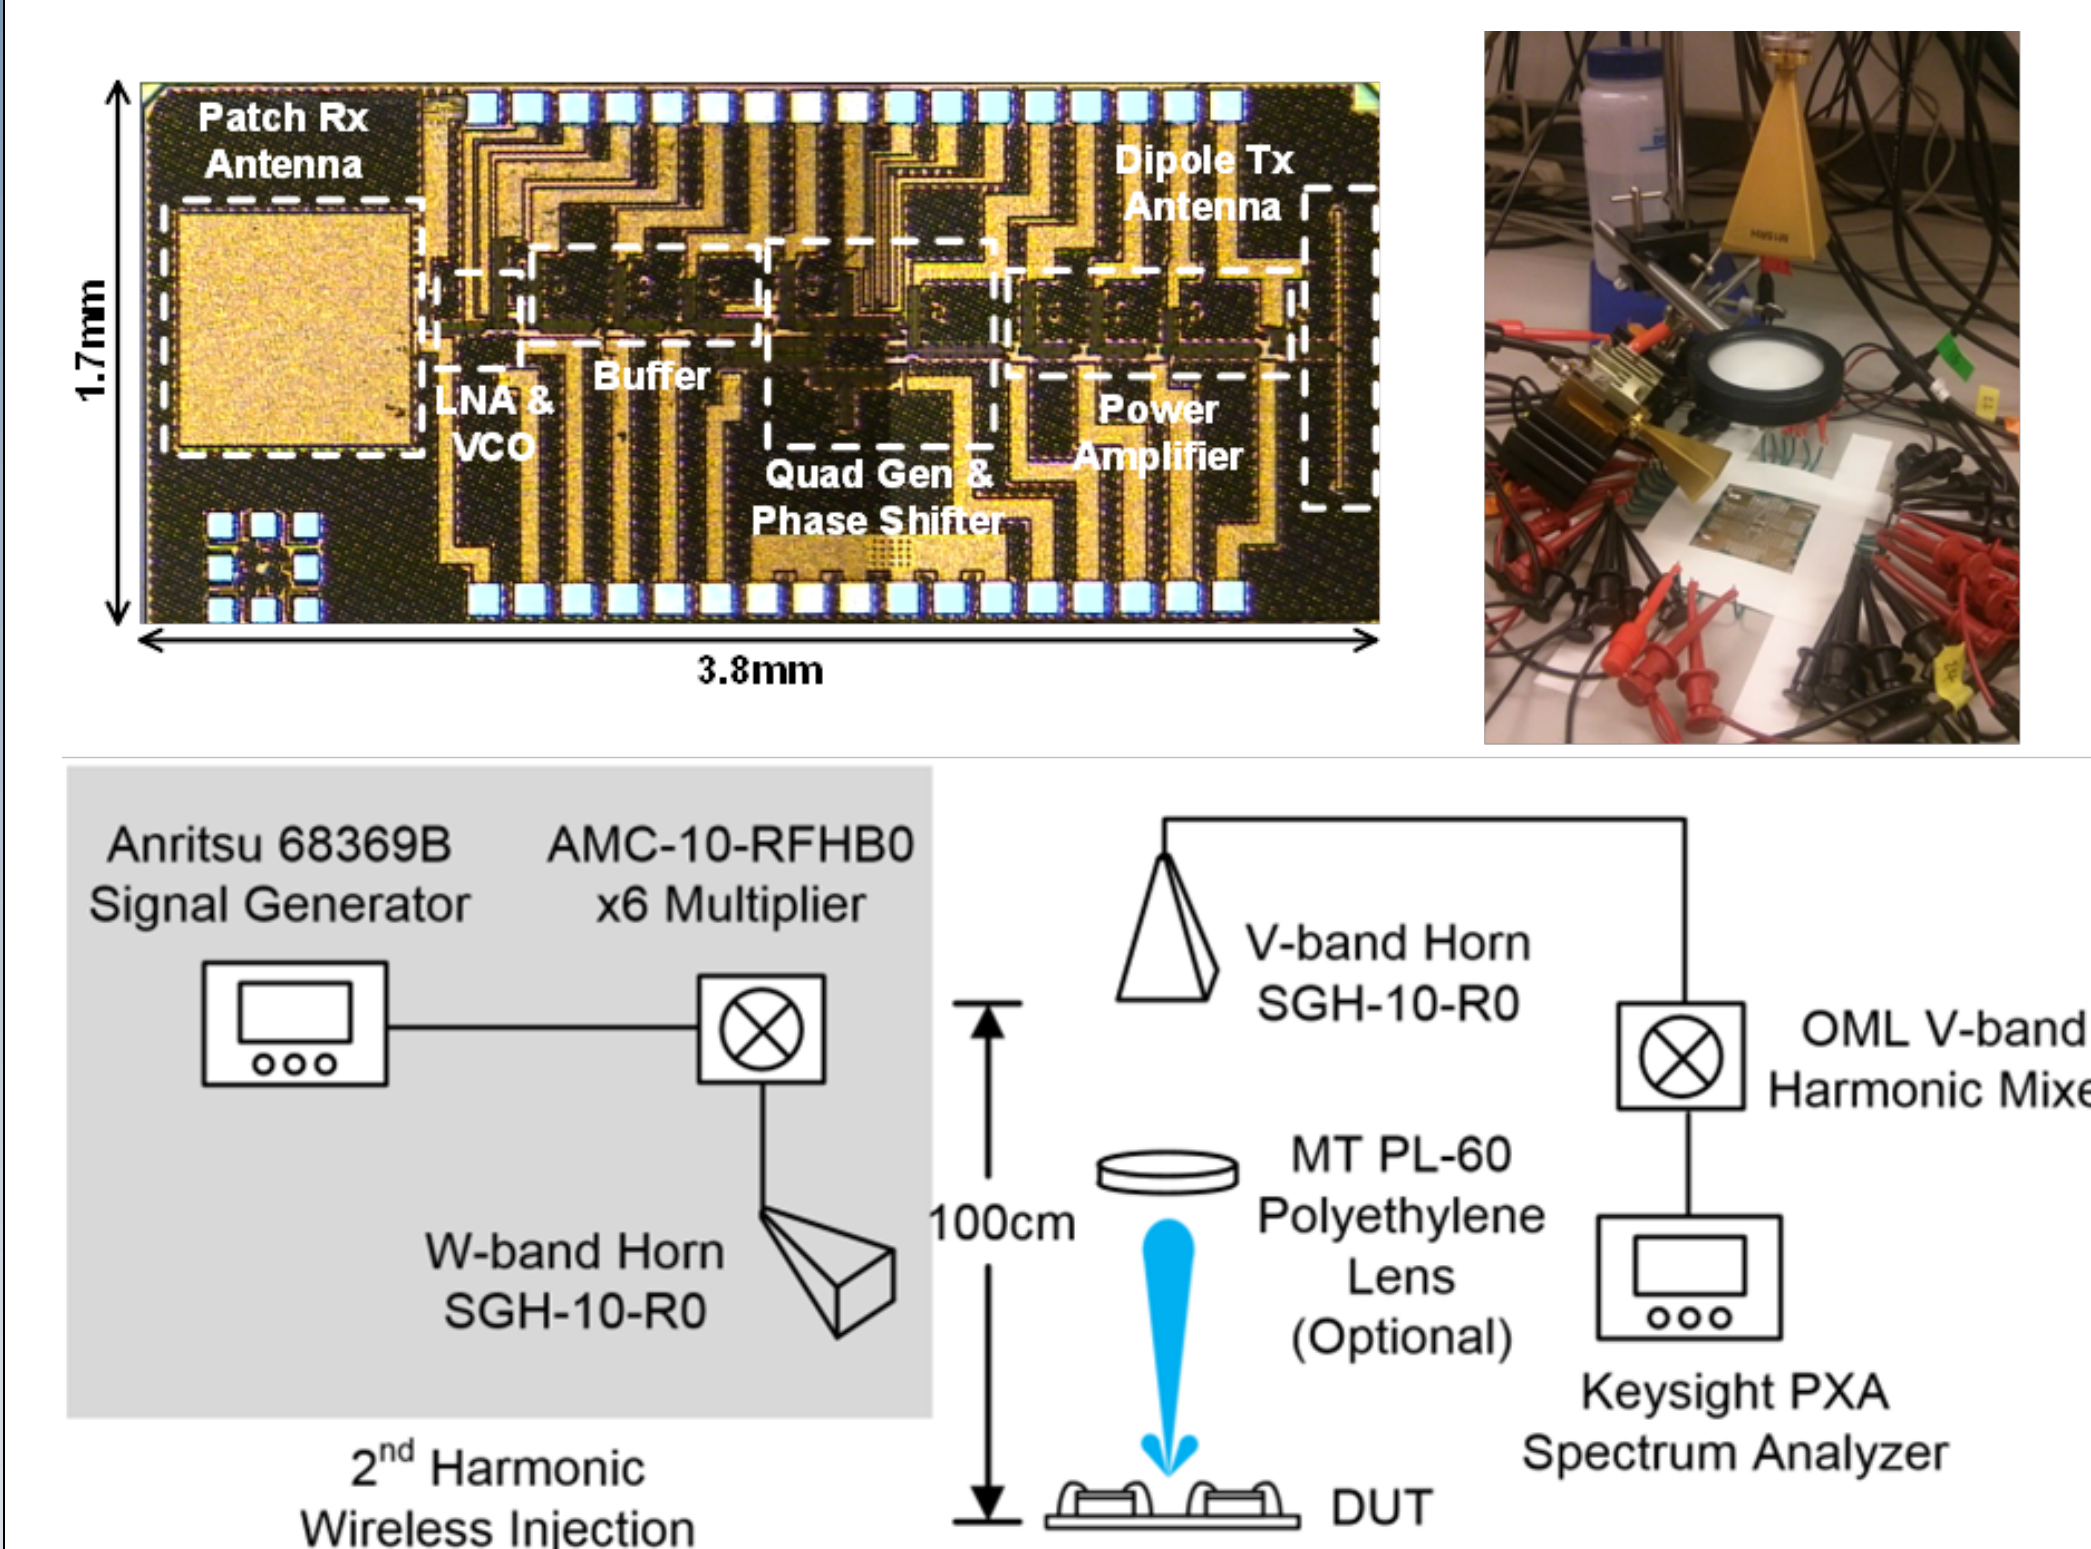 Patch Rx
Antenna
Dipole Tx
Antenna
LNA &
VCO
Buffer
Quad Gen &
Phase Shifter
Power
Amplifier
1.7mm
3.8mm
Anritsu 68369B
Signal Generator
AMC-10-RFHB0
x6 Multiplier
W-band Horn
SGH-10-R0
2nd Harmonic
Wireless Injection
100cm
V-band Horn
SGH-10-R0
MT PL-60
Polyethylene
Lens
(Optional)
DUT
OML V-band
Harmonic Mixe
Keysight PXA
Spectrum Analyzer